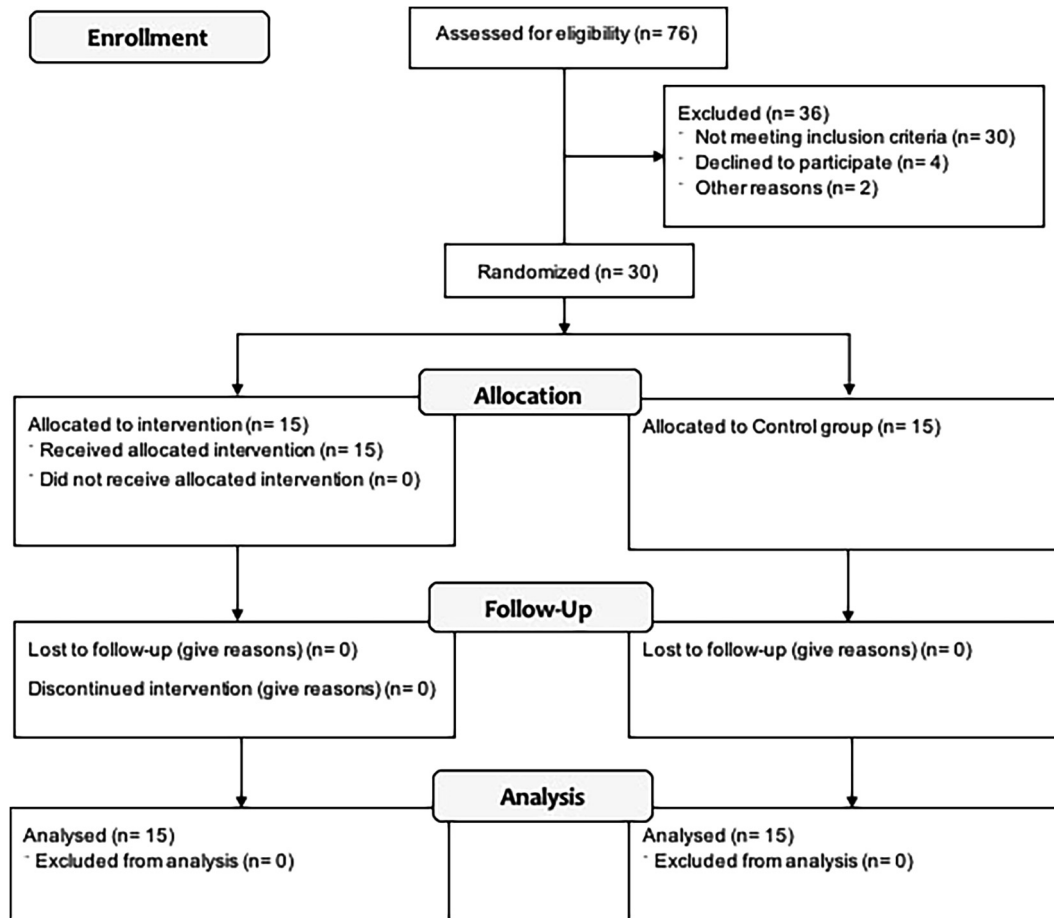 Enrollment
Assessed for eligibility (n= 76)
Excluded (n= 36)
- Not meeting inclusion criteria (n= 30)
- Declined to participate (n= 4)
- Other reasons (n= 2)
Randomized (n= 30)
Allocation
Allocated to intervention (n= 15)
- Received allocated intervention (n= 15)
- Did not receive allocated intervention (n= 0)
Allocated to Control group (n= 15)
Follow-Up
Lost to follow-up (give reasons) (n= 0)
Discontinued intervention (give reasons) (n= 0)
Lost to follow-up (give reasons) (n= 0)
Analysis
Analysed (n= 15)
- Excluded from analysis (n= 0)
Analysed (n= 15)
- Excluded from analysis (n= 0)